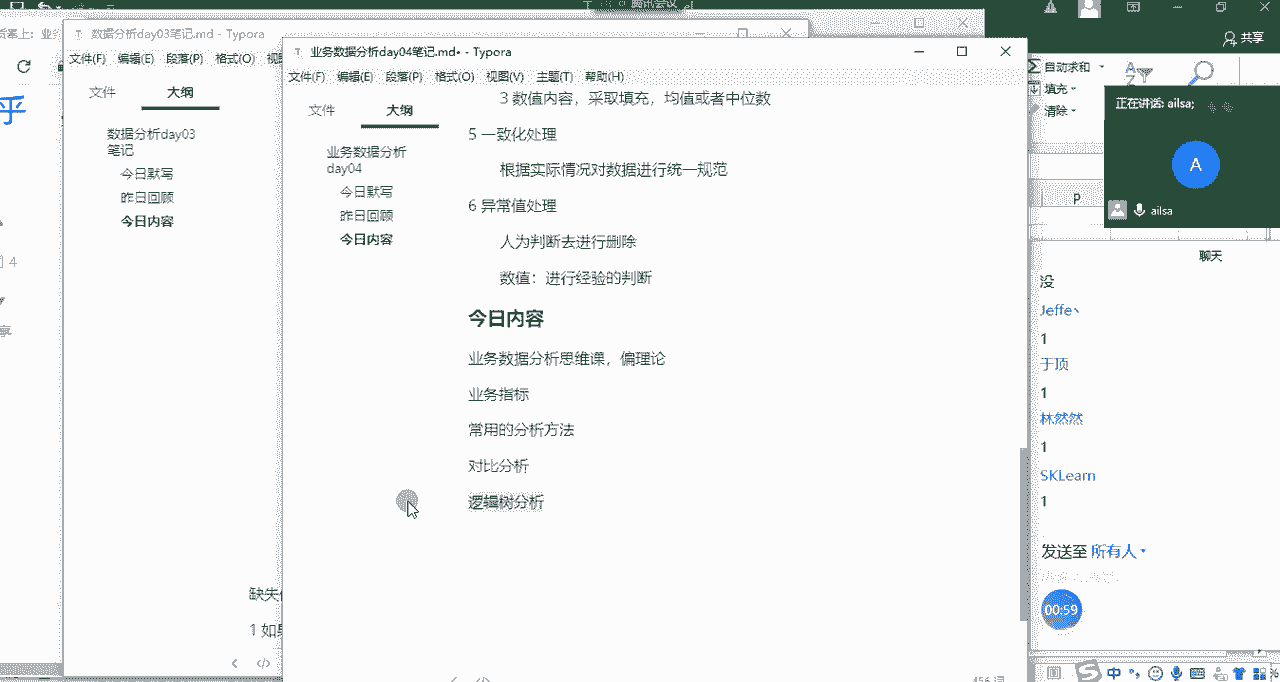 腾讯会议
数据分析day03笔记.md - Typora
文件(F) 编辑(E) 段落(P) 格式(O) 视图
文件 大纲
数据分析day03
笔记
今日默写
昨日回顾
今日内容
1 如果
业务数据分析day04笔记.md• - Typora
文件(F) 编辑(E) 段落(P) 格式(O) 视图(V) 主题(T) 帮助(H)
文件 大纲
业务数据分析
day04
今日默写
昨日回顾
今日内容
3 数值内容，采取填充，均值或者中位数
5 一致化处理
根据实际情况对数据进行统一规范
6 异常值处理
人为判断去进行删除
数值：进行经验的判断
今日内容
业务数据分析思维课，偏理论
业务指标
常用的分析方法
对比分析
逻辑树分析
456 词
共享
自动求和
填充
清除
正在讲话: ailsa;
A
ailsa
P
聊天
没
Jeffe丶
1
于顶
1
林然然
1
SKLearn
1
发送至 所有人
00:59
中